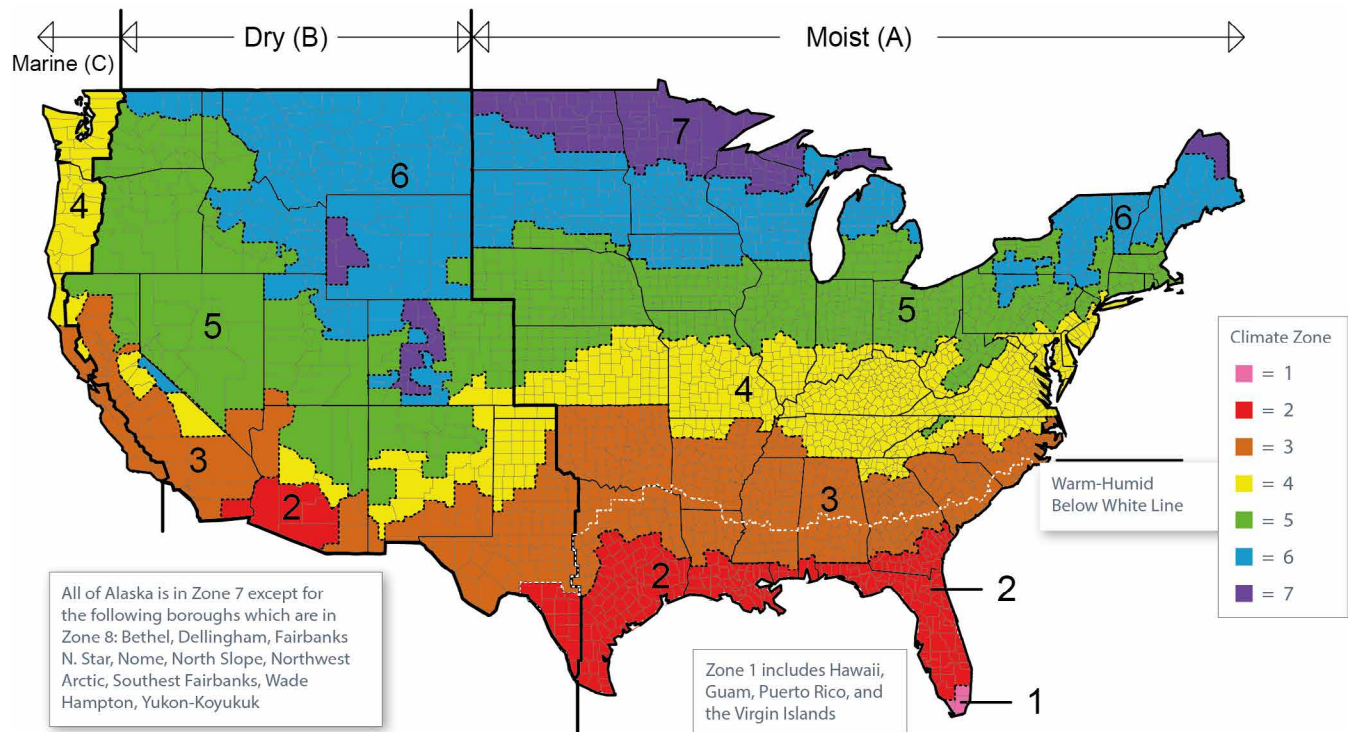 Marine (C)
Dry (B)
Moist (A)
7
6
4
6
5
5
4
3
3
2
2
2
1
Warm-Humid
Below White Line
Climate Zone
= 1
= 2
= 3
= 4
= 5
= 6
= 7
All of Alaska is in Zone 7 except for
the following boroughs which are in
Zone 8: Bethel, Dellingham, Fairbanks
N. Star, Nome, North Slope, Northwest
Arctic, Southest Fairbanks, Wade
Hampton, Yukon-Koyukuk
Zone 1 includes Hawaii,
Guam, Puerto Rico, and
the Virgin Islands